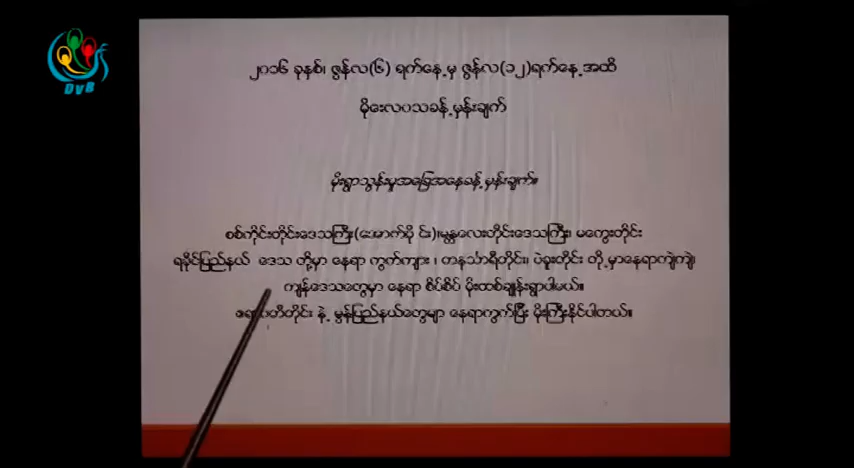 DVB
၂၀၁၆ ခုနှစ်၊ ဇွန်လ(၆) ရက်နေ့မှ ဇွန်လ(၁၂)ရက်နေ့အထိ
မိုးလေဝသခန့်မှန်းချက်
မိုးရွာသွန်းမှုအခြေအနေခန့်မှန်းချက်။
စစ်ကိုင်းတိုင်းဒေသကြီး(အောက်ပိုင်း)၊မန္တလေးတိုင်းဒေသကြီး၊ မကွေးတိုင်း
ရခိုင်ပြည်နယ် ဒေသ တို့မှာ နေရာ ကွက်ကျား ၊ တနင်္သာရီတိုင်း၊ ပဲခူးတိုင်း တို့မှာနေရာကျဲကျဲ၊
ကျန်ဒေသတွေမှာ နေရာ စိပ်စိပ် မိုးထစ်ချုန်းရွာပါမယ်။
ဧရာဝတီတိုင်း နဲ့ မွန်ပြည်နယ်တွေမှာ နေရာကွက်ပြီး မိုးကြီးနိုင်ပါတယ်။